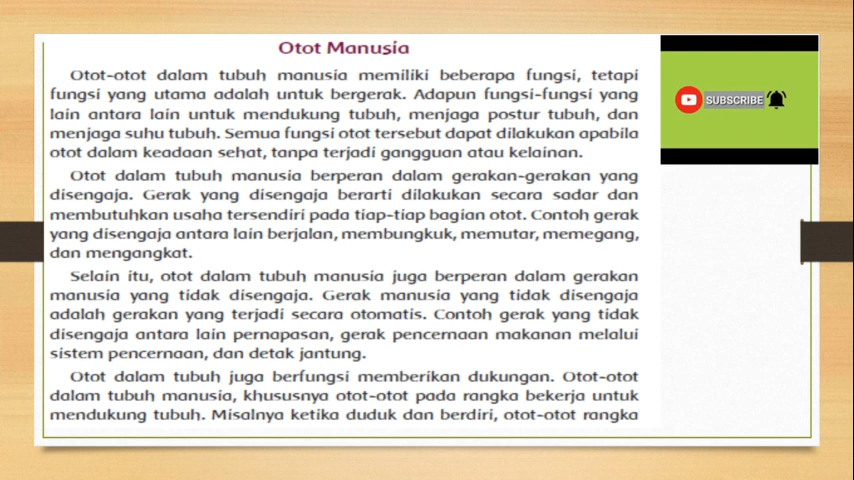 Otot Manusia
Otot-otot dalam tubuh manusia memiliki beberapa fungsi, tetapi
fungsi yang utama adalah untuk bergerak. Adapun fungsi-fungsi yang
lain antara lain untuk mendukung tubuh, menjaga postur tubuh, dan
menjaga suhu tubuh. Semua fungsi otot tersebut dapat dilakukan apabila
otot dalam keadaan sehat, tanpa terjadi gangguan atau kelainan.
Otot dalam tubuh manusia berperan dalam gerakan-gerakan yang
disengaja. Gerak yang disengaja berarti dilakukan secara sadar dan
membutuhkan usaha tersendiri pada tiap-tiap bagian otot. Contoh gerak
yang disengaja antara lain berjalan, membungkuk, memutar, memegang,
dan mengangkat.
Selain itu, otot dalam tubuh manusia juga berperan dalam gerakan
manusia yang tidak disengaja. Gerak manusia yang tidak disengaja
adalah gerakan yang terjadi secara otomatis. Contoh gerak yang tidak
disengaja antara lain pernapasan, gerak pencernaan makanan melalui
sistem pencernaan, dan detak jantung.
Otot dalam tubuh juga berfungsi memberikan dukungan. Otot-otot
dalam tubuh manusia, khususnya otot-otot pada rangka bekerja untuk
mendukung tubuh. Misalnya ketika duduk dan berdiri, otot-otot rangka
SUBSCRIBE